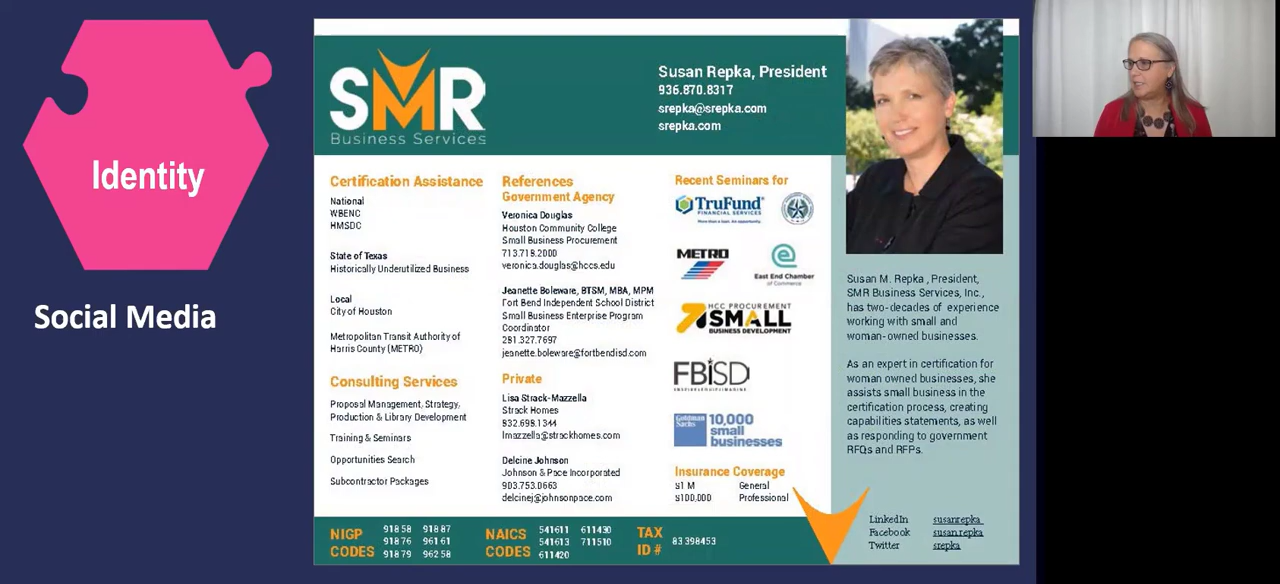 Identity
Social Media
SMR
Business Services
Susan Repka, President
936.870.8317
srepka@srepka.com
srepka.com
Certification Assistance
National
WBENC
HMSDC
State of Texas
Historically Underutilized Business
Local
City of Houston
Metropolitan Transit Authority of
Harris County (METRO)
Consulting Services
Proposal Management, Strategy,
Production & Library Development
Training & Seminars
Opportunities Search
Subcontractor Packages
References
Government Agency
Veronica Douglas
Houston Community College
Small Business Procurement
713.718.2000
veronica.douglas@hccs.edu
Jeanette Boleware, BTSM, MBA, MPM
Fort Bend Independent School District
Small Business Enterprise Program
Coordinator
281.327.7697
jeanette.boleware@fortbendisd.com
Private
Lisa Strack-Mazzella
Strack Homes
832.698.1344
lmazzella@strackhomes.com
Delcine Johnson
Johnson & Pace Incorporated
903.753.0663
delcinej@johnsonpace.com
Recent Seminars for
TruFund
FINANCIAL SERVICES
METRO
East End Chamber
of Commerce
HCC PROCUREMENT
SMALL
BUSINESS DEVELOPMENT
FBISD
Goldman
Sachs
10,000
small
businesses
Insurance Coverage
$1 M General
$100,000 Professional
Susan M. Repka , President,
SMR Business Services, Inc.,
has two-decades of experience
working with small and
woman-owned businesses.
As an expert in certification for
woman owned businesses, she
assists small business in the
certification process, creating
capabilities statements, as well
as responding to government
RFQs and RFPs.
LinkedIn susanrepka
Facebook susan.repka
Twitter srepka
NIGP
CODES
918 58 918 87
918 76 961 61
918 79 962 58
NAICS
CODES
541611 611430
541613 711510
611420
TAX
ID #
83 398453